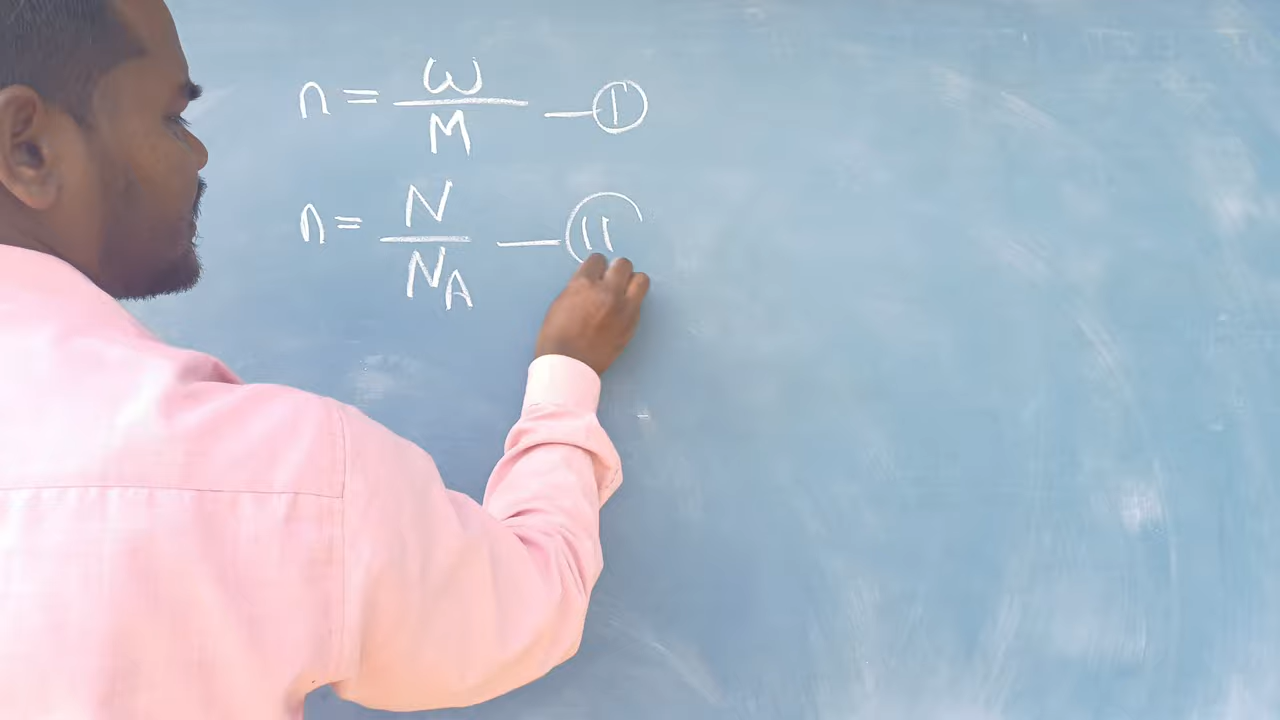 n = w/M — I
n = N/N_A — II